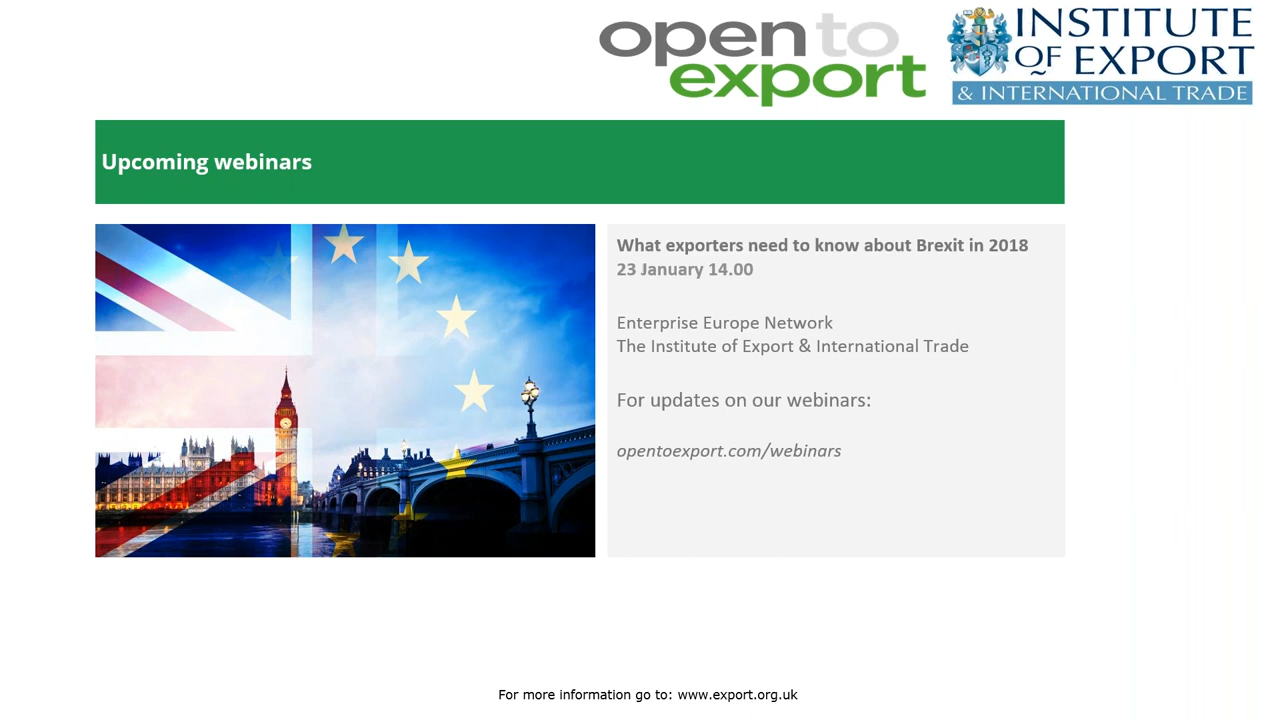 open to
export
INSTITUTE
OF EXPORT
& INTERNATIONAL TRADE
Upcoming webinars
What exporters need to know about Brexit in 2018
23 January 14.00
Enterprise Europe Network
The Institute of Export & International Trade
For updates on our webinars:
opentoexport.com/webinars
For more information go to: www.export.org.uk